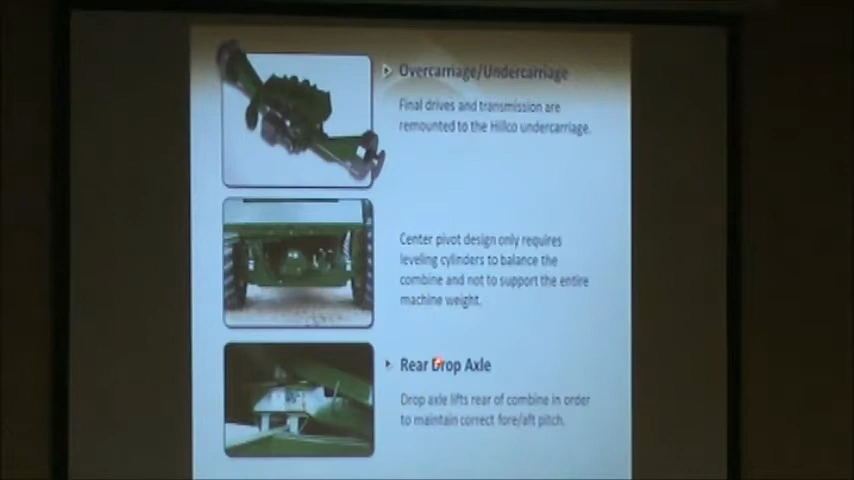 Overcarriage/Undercarriage
Final drives and transmission are
remounted to the Hillco undercarriage.
Center pivot design only requires
leveling cylinders to balance the
combine and not to support the entire
machine weight.
Rear Drop Axle
Drop axle lifts rear of combine in order
to maintain correct fore/aft pitch.